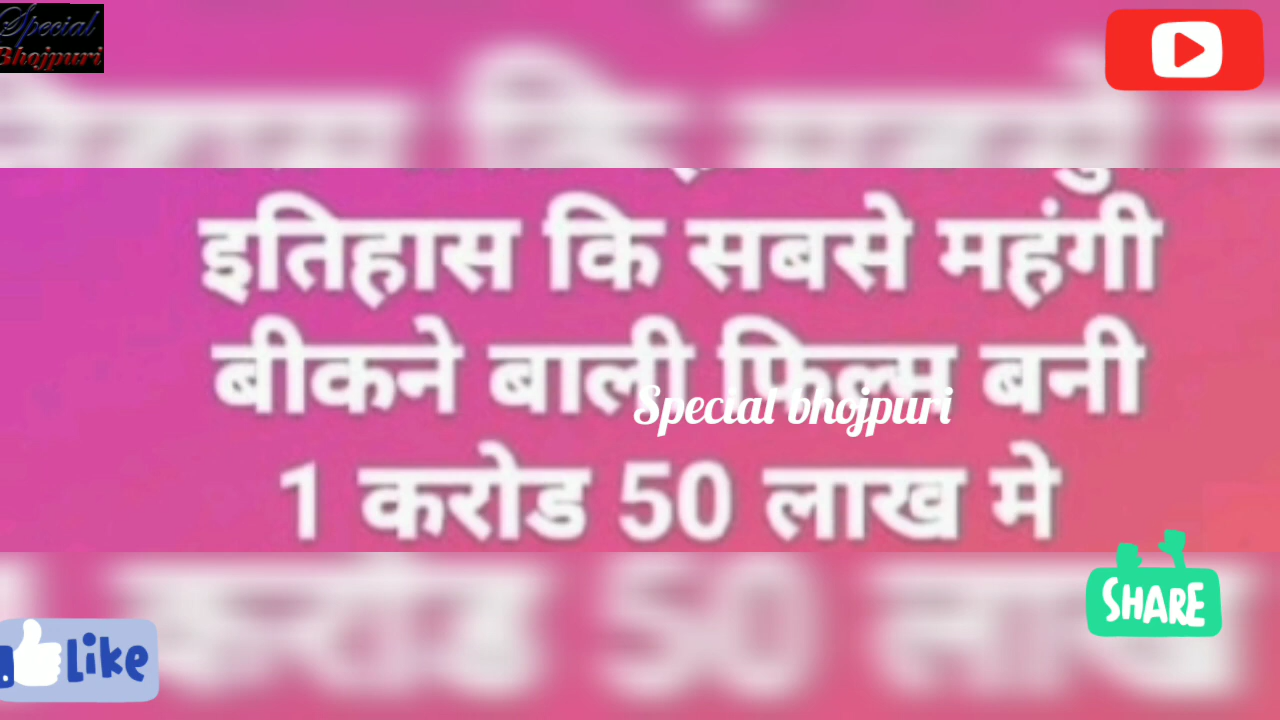 Special
Bhojpuri
इतिहास कि सबसे महंगी
बीकने बाली फिल्म बनी
Special bhojpuri
1 करोड 50 लाख मे
SHARE
Like